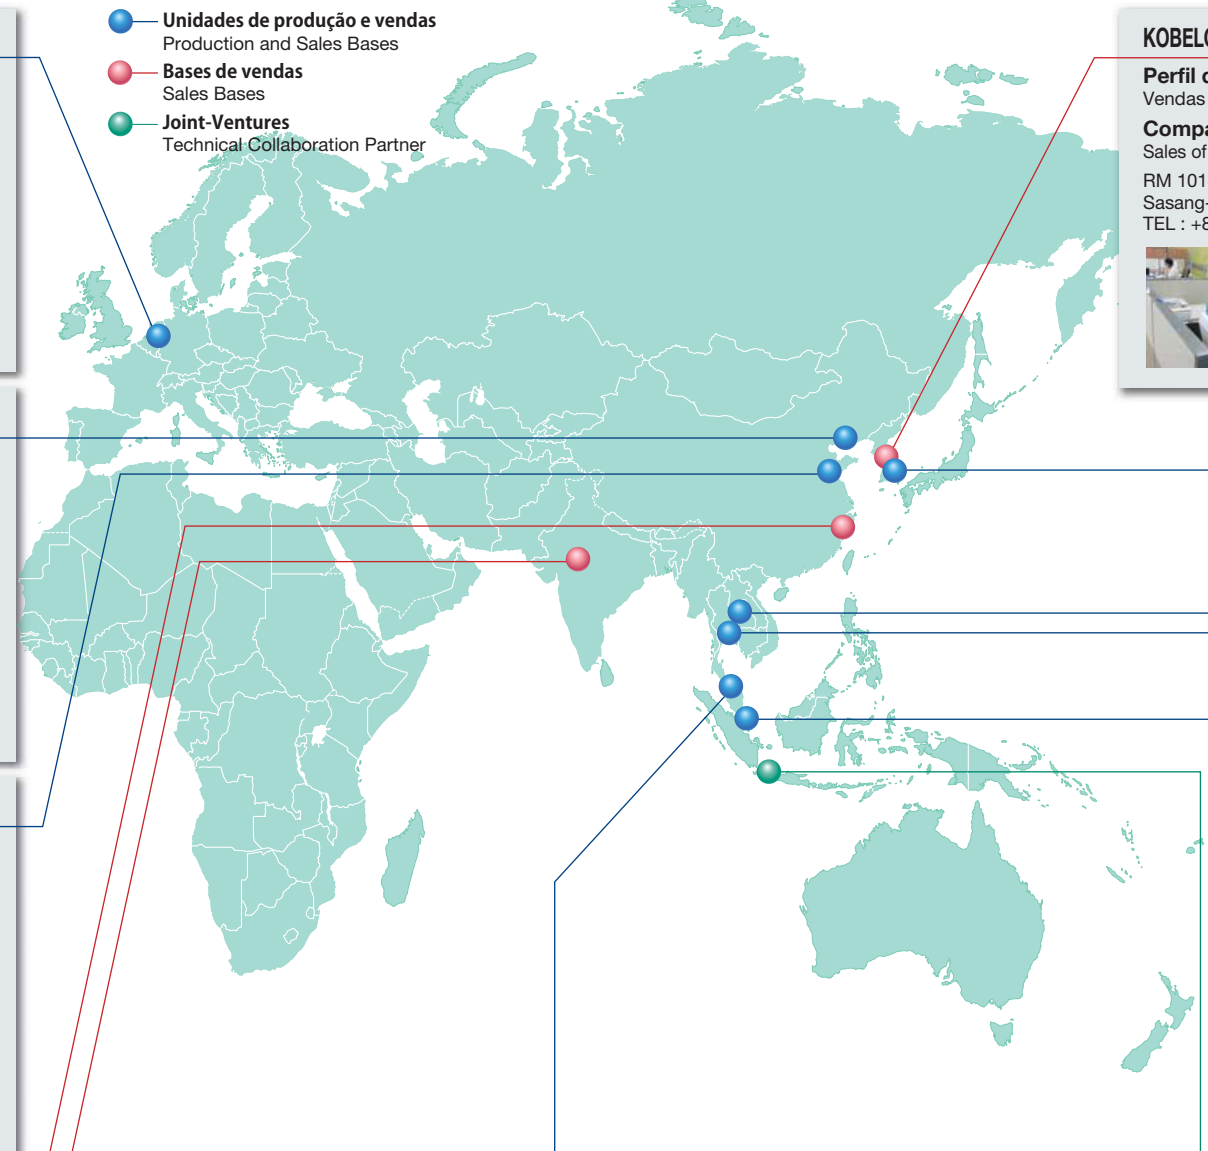 Unidades de produção e vendas
Production and Sales Bases
Bases de vendas
Sales Bases
Joint-Ventures
Technical Collaboration Partner
KOBELC
Perfil
Vendas
Compa
Sales of
RM 101
Sasang-
TEL : +8